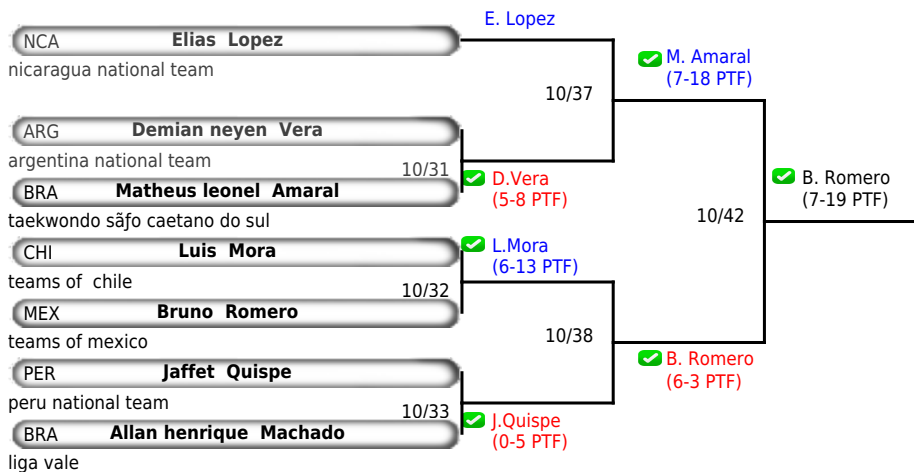 E. Lopez
NCA Elias Lopez
nicaragua national team
M. Amaral
(7-18 PTF)
10/37
ARG Demian neyen Vera
argentina national team
10/31
BRA Matheus leonel Amaral
D.Vera
(5-8 PTF)
taekwondo sãƒo caetano do sul
B. Romero
(7-19 PTF)
10/42
CHI Luis Mora
teams of chile
L.Mora
(6-13 PTF)
10/32
MEX Bruno Romero
teams of mexico
10/38
PER Jaffet Quispe
peru national team
B. Romero
(6-3 PTF)
10/33
BRA Allan henrique Machado
J.Quispe
(0-5 PTF)
liga vale